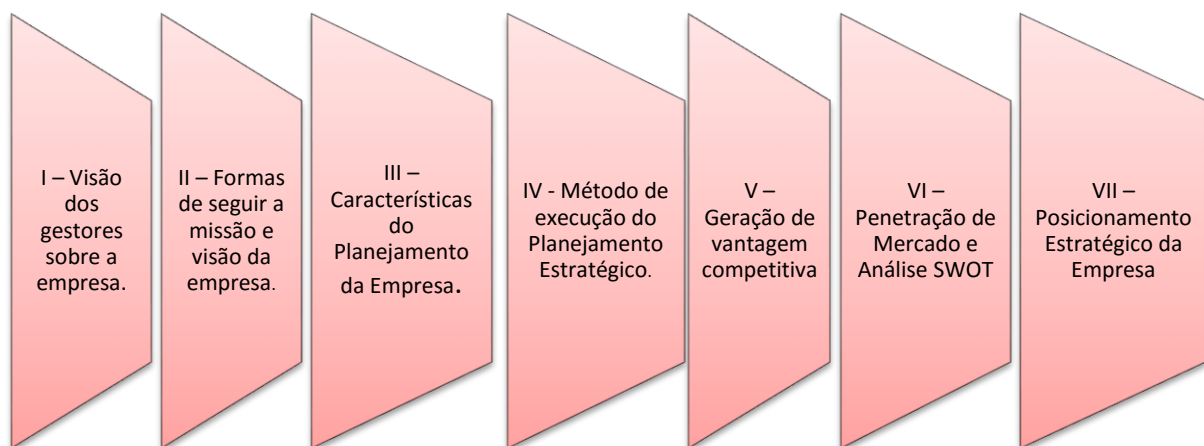 I – Visão
dos
gestores
sobre a
empresa.
II – Formas
de seguir a
missão e
visão da
empresa.
III –
Características
do
Planejamento
da Empresa.
IV - Método de
execução do
Planejamento
Estratégico.
V –
Geração de
vantagem
competitiva
VI –
Penetração de
Mercado e
Análise SWOT
VII –
Posicionamento
Estratégico da
Empresa